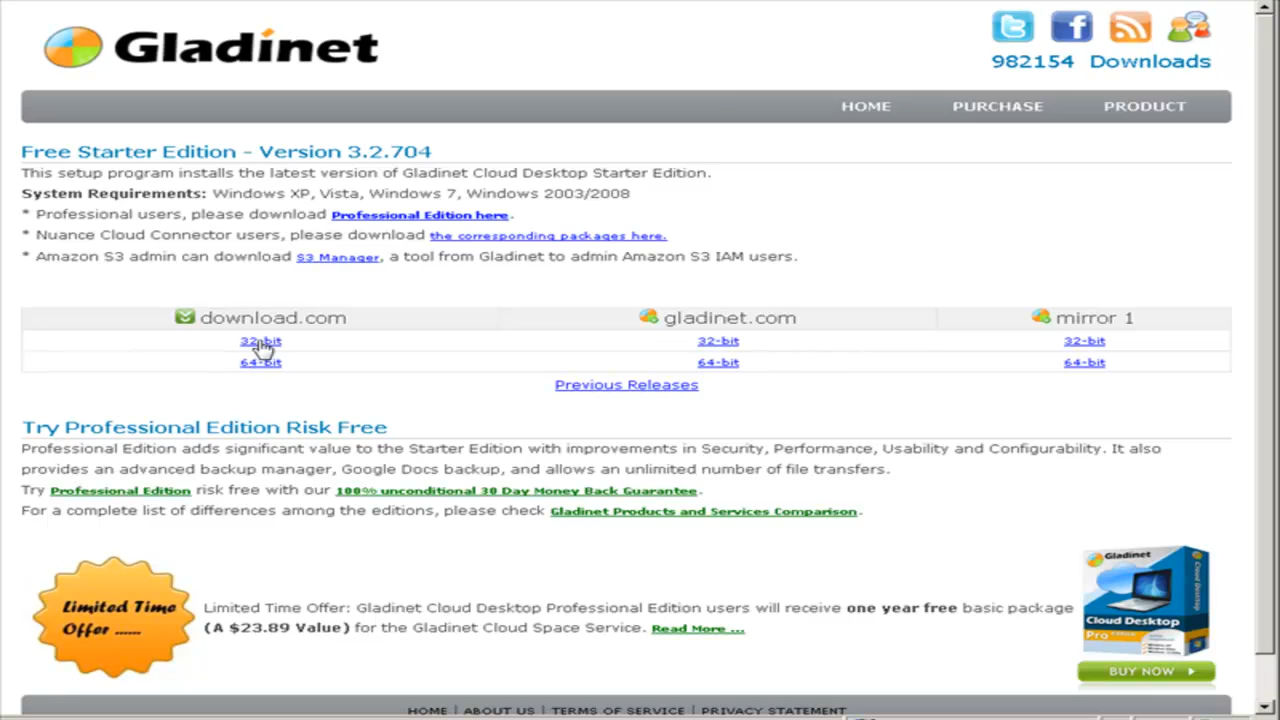 Gladinet
982154 Downloads
HOME PURCHASE PRODUCT
Free Starter Edition - Version 3.2.704
This setup program installs the latest version of Gladinet Cloud Desktop Starter Edition.
System Requirements: Windows XP, Vista, Windows 7, Windows 2003/2008
* Professional users, please download Professional Edition here.
* Nuance Cloud Connector users, please download the corresponding packages here.
* Amazon S3 admin can download S3 Manager, a tool from Gladinet to admin Amazon S3 IAM users.
download.com gladinet.com mirror 1
32-bit 32-bit 32-bit
64-bit 64-bit 64-bit
Previous Releases
Try Professional Edition Risk Free
Professional Edition adds significant value to the Starter Edition with improvements in Security, Performance, Usability and Configurability. It also
provides an advanced backup manager, Google Docs backup, and allows an unlimited number of file transfers.
Try Professional Edition risk free with our 100% unconditional 30 Day Money Back Guarantee.
For a complete list of differences among the editions, please check Gladinet Products and Services Comparison.
Limited Time
Offer ......
Limited Time Offer: Gladinet Cloud Desktop Professional Edition users will receive one year free basic package
(A $23.89 Value) for the Gladinet Cloud Space Service. Read More ...
Gladinet
Cloud Desktop
Pro
Cloud Desktop
BUY NOW
HOME | ABOUT US | TERMS OF SERVICE | PRIVACY STATEMENT